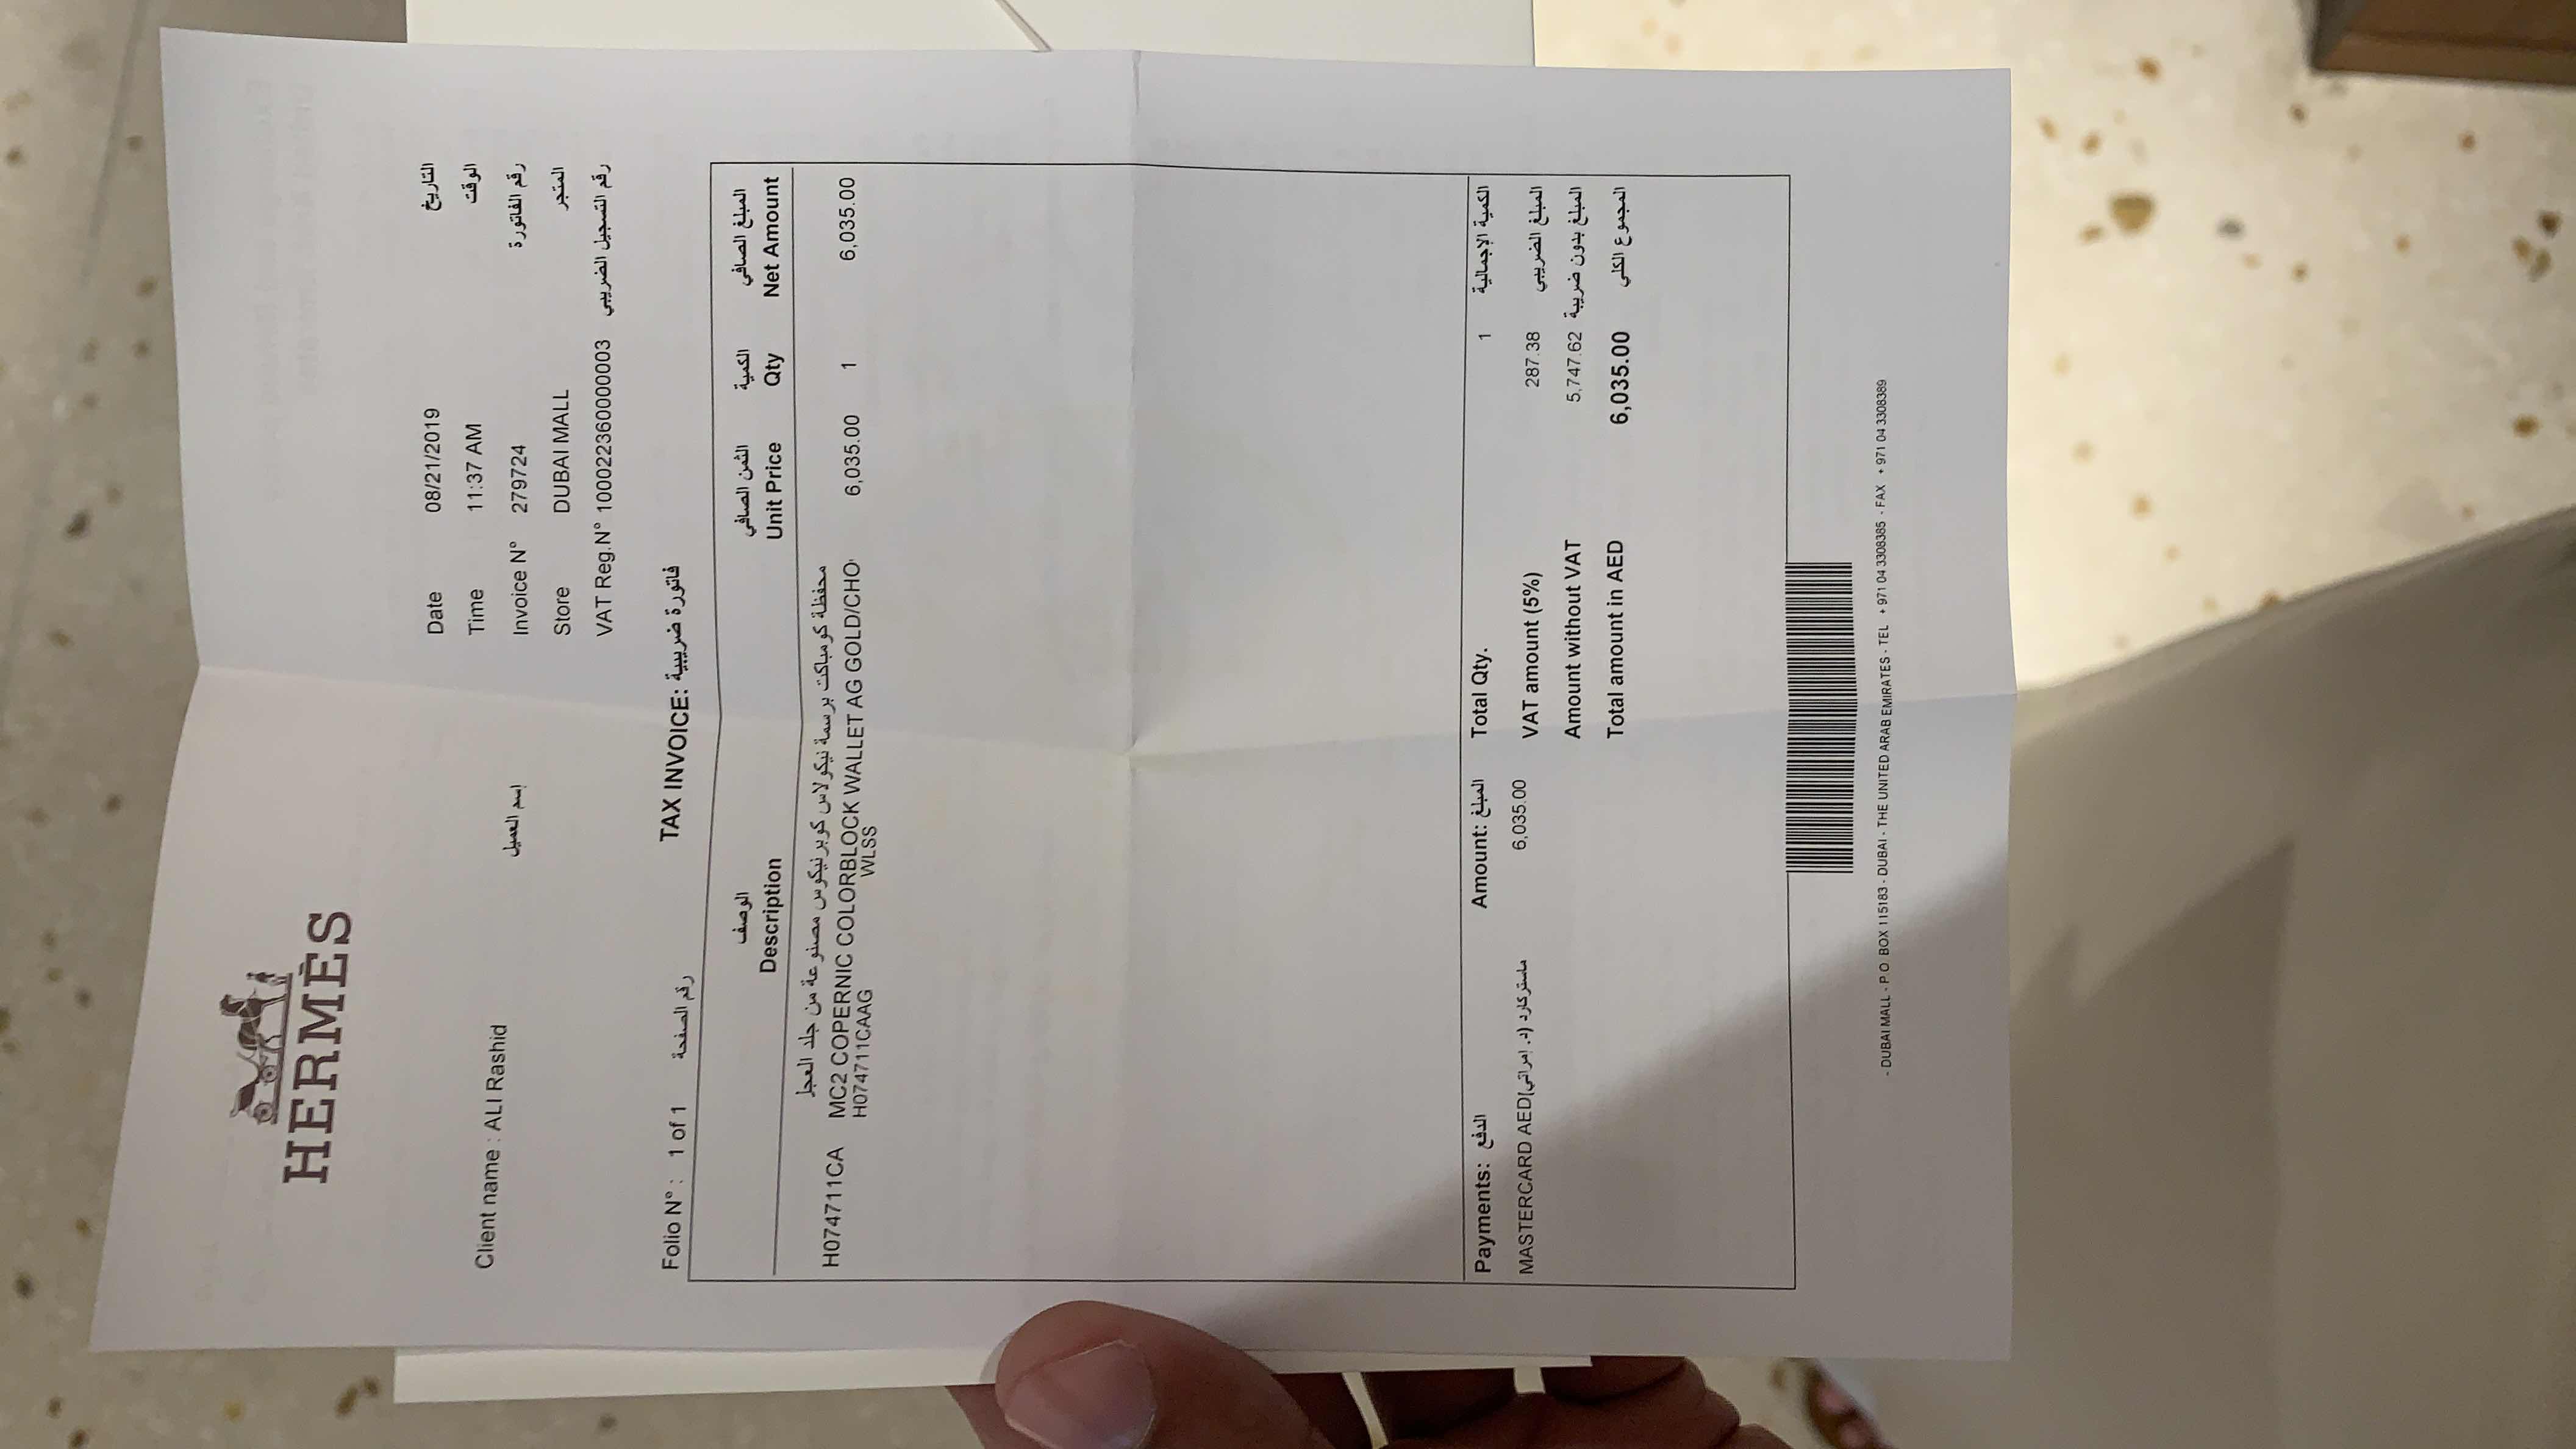 HERMÈS
Date 08/21/2019 التاريخ
Time 11:37 AM الوقت
Client name : ALI Rashid إسم العميل
Invoice N° 279724 رقم الفاتورة
Store DUBAI MALL المتجر
VAT Reg.N° 100022360000003 رقم التسجيل الضريبي
Folio N° : 1 of 1 رقم الصفحة
TAX INVOICE: فاتورة ضريبية
الوصف الثمن الصافي الكمية المبلغ الصافي
Description Unit Price Qty Net Amount
محفظة كومباكت برسمة نيكولاس كوبرنيكوس مصنوعة من جلد العجل
H074711CA MC2 COPERNIC COLORBLOCK WALLET AG GOLD/CHO 6,035.00 1 6,035.00
H074711CAAG WLSS
Payments: الدفع Amount: المبلغ Total Qty. 1 الكمية الإجمالية
MASTERCARD AED ماستركارد (د. إمراتي) 6,035.00
VAT amount (5%) 287.38 المبلغ الضريبي
Amount without VAT 5,747.62 المبلغ بدون ضريبة
Total amount in AED 6,035.00 المجموع الكلي
- DUBAI MALL - P.O. BOX 115183 - DUBAI - THE UNITED ARAB EMIRATES - TEL + 971 04 3308385 - FAX + 971 04 3308389